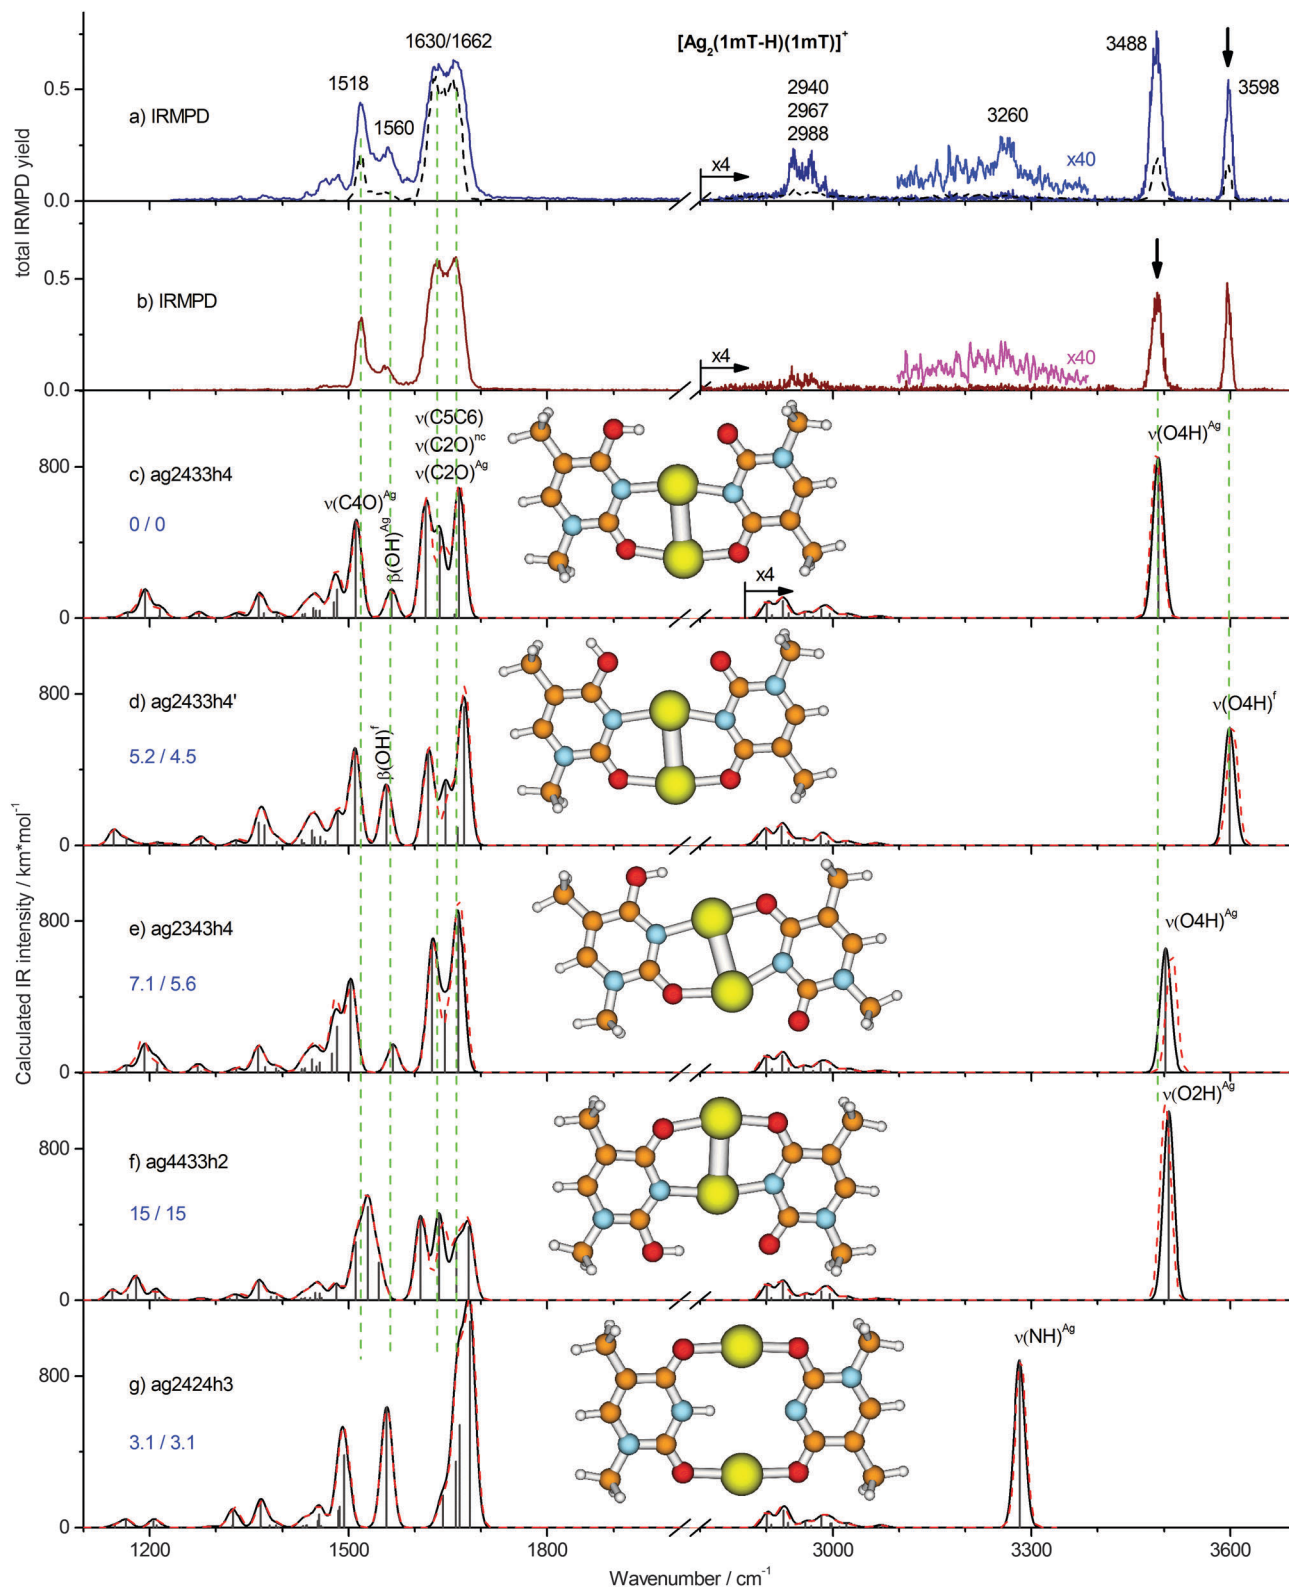 [Ag2(1mT-H)(1mT)]+
total IRMPD yield
0.5
0.0
a) IRMPD
1518
1560
1630/1662
x4
2940
2967
2988
3260
x40
3488
3598
0.5
0.0
b) IRMPD
x4
x40
Calculated IR intensity / km*mol-1
800
0
c) ag2433h4
0 / 0
ν(C4O)Ag
β(OH)Ag
ν(C5C6)
ν(C2O)nc
ν(C2O)Ag
x4
ν(O4H)Ag
800
0
d) ag2433h4'
5.2 / 4.5
β(OH)f
ν(O4H)f
800
0
e) ag2343h4
7.1 / 5.6
ν(O4H)Ag
800
0
f) ag4433h2
15 / 15
ν(O2H)Ag
800
0
g) ag2424h3
3.1 / 3.1
ν(NH)Ag
1200 1500 1800 3000 3300 3600
Wavenumber / cm-1